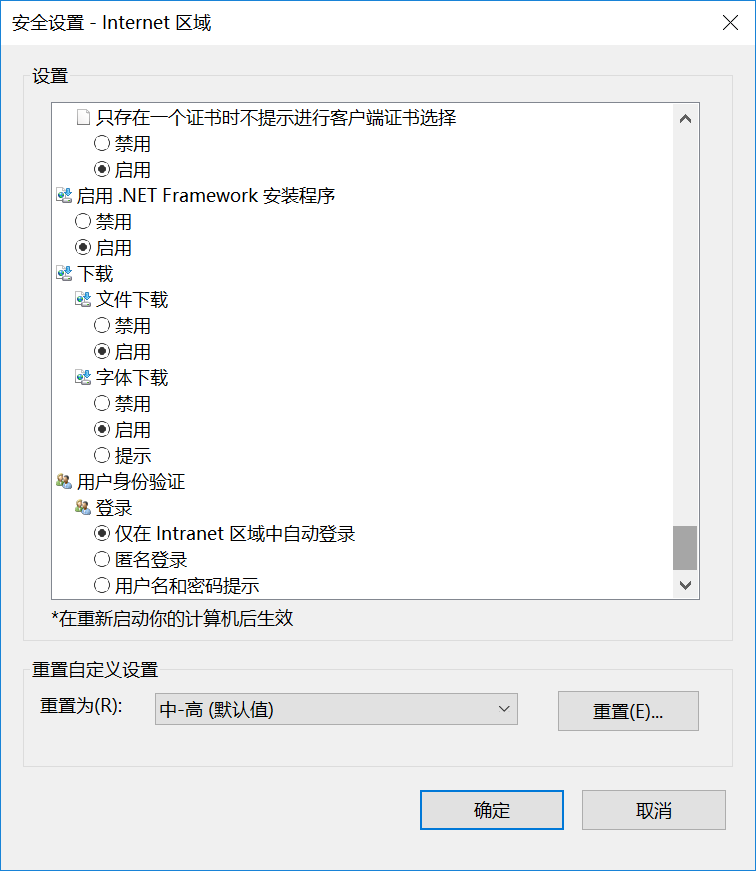 安全设置 - Internet 区域
设置
只存在一个证书时不提示进行客户端证书选择
禁用
启用
启用 .NET Framework 安装程序
禁用
启用
下载
文件下载
禁用
启用
字体下载
禁用
启用
提示
用户身份验证
登录
仅在 Intranet 区域中自动登录
匿名登录
用户名和密码提示
*在重新启动你的计算机后生效
重置自定义设置
重置为(R): 中-高 (默认值) 重置(E)...
确定 取消